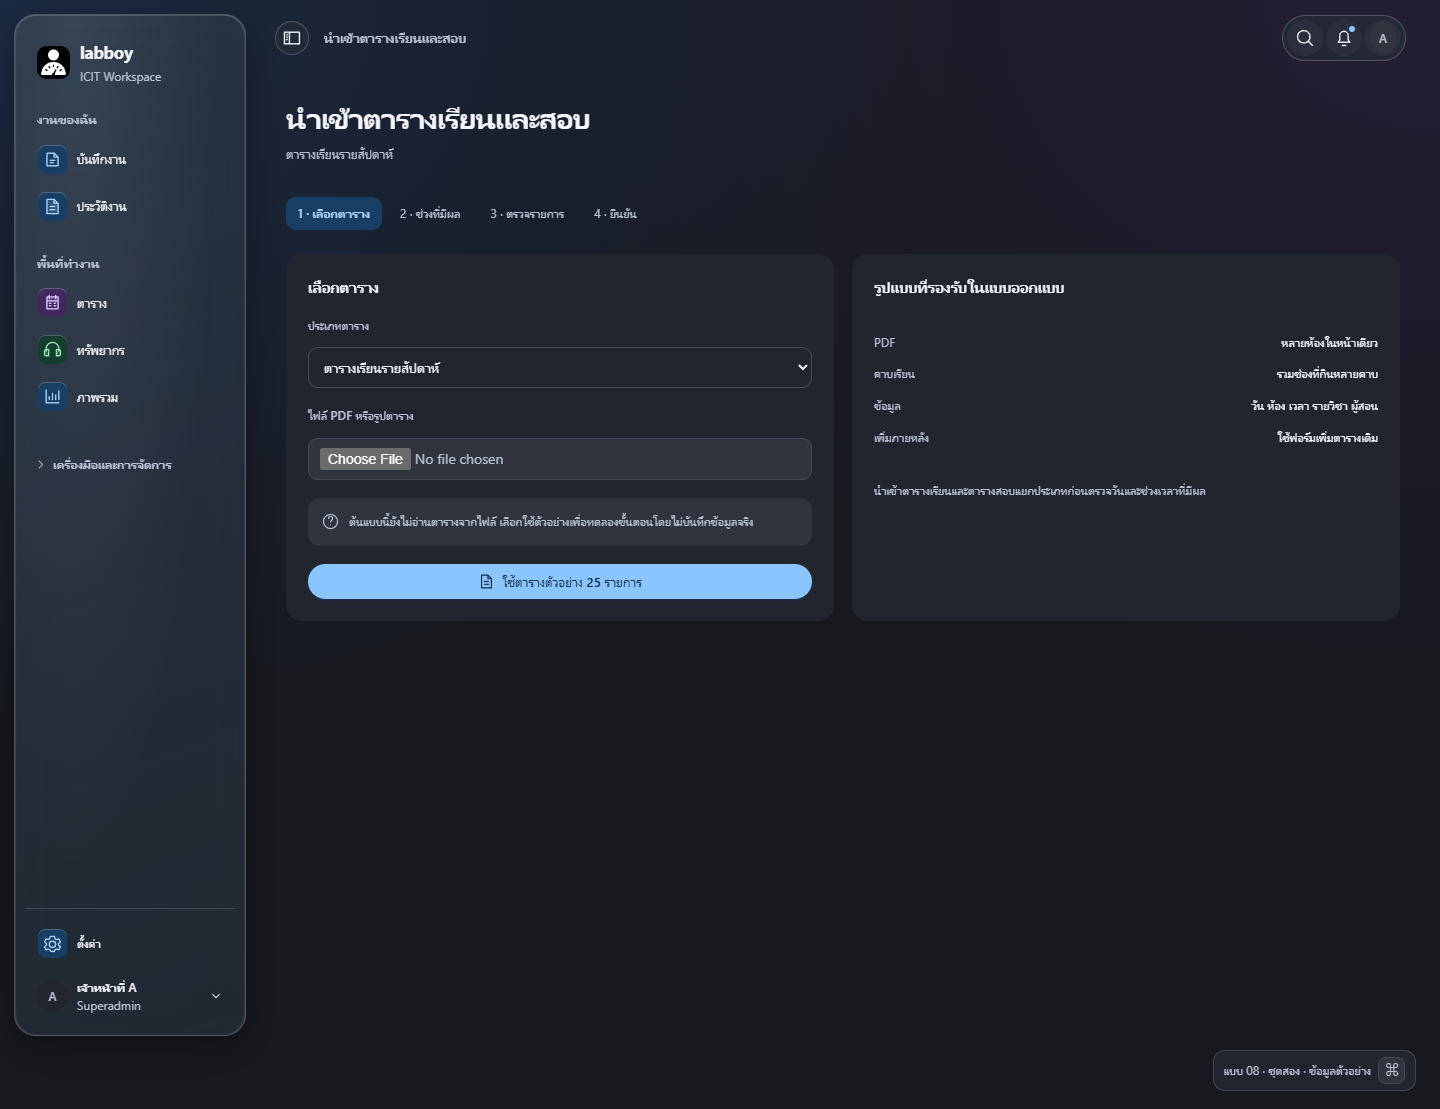 labboy
ICIT Workspace
งานของฉัน
บันทึกงาน
ประวัติงาน
พื้นที่ทำงาน
ตาราง
ทรัพยากร
ภาพรวม
เครื่องมือและการจัดการ
ตั้งค่า
A
เจ้าหน้าที่ A
Superadmin
นำเข้าตารางเรียนและสอบ
A
นำเข้าตารางเรียนและสอบ
ตารางเรียนรายสัปดาห์
1 · เลือกตาราง
2 · ช่วงที่มีผล
3 · ตรวจรายการ
4 · ยืนยัน
เลือกตาราง
ประเภทตาราง
ตารางเรียนรายสัปดาห์
ไฟล์ PDF หรือรูปตาราง
Choose File No file chosen
ต้นแบบนี้ยังไม่อ่านตารางจากไฟล์ เลือกใช้ตัวอย่างเพื่อทดลองขั้นตอนโดยไม่บันทึกข้อมูลจริง
ใช้ตารางตัวอย่าง 25 รายการ
รูปแบบที่รองรับในแบบออกแบบ
PDF หลายห้องในหน้าเดียว
คาบเรียน รวมช่องที่กินหลายคาบ
ข้อมูล วัน ห้อง เวลา รายวิชา ผู้สอน
เพิ่มภายหลัง ใช้ฟอร์มเพิ่มตารางเดิม
นำเข้าตารางเรียนและตารางสอบแยกประเภทก่อนตรวจวันและช่วงเวลาที่มีผล
แบบ 08 · ชุดสอง · ข้อมูลตัวอย่าง ⌘